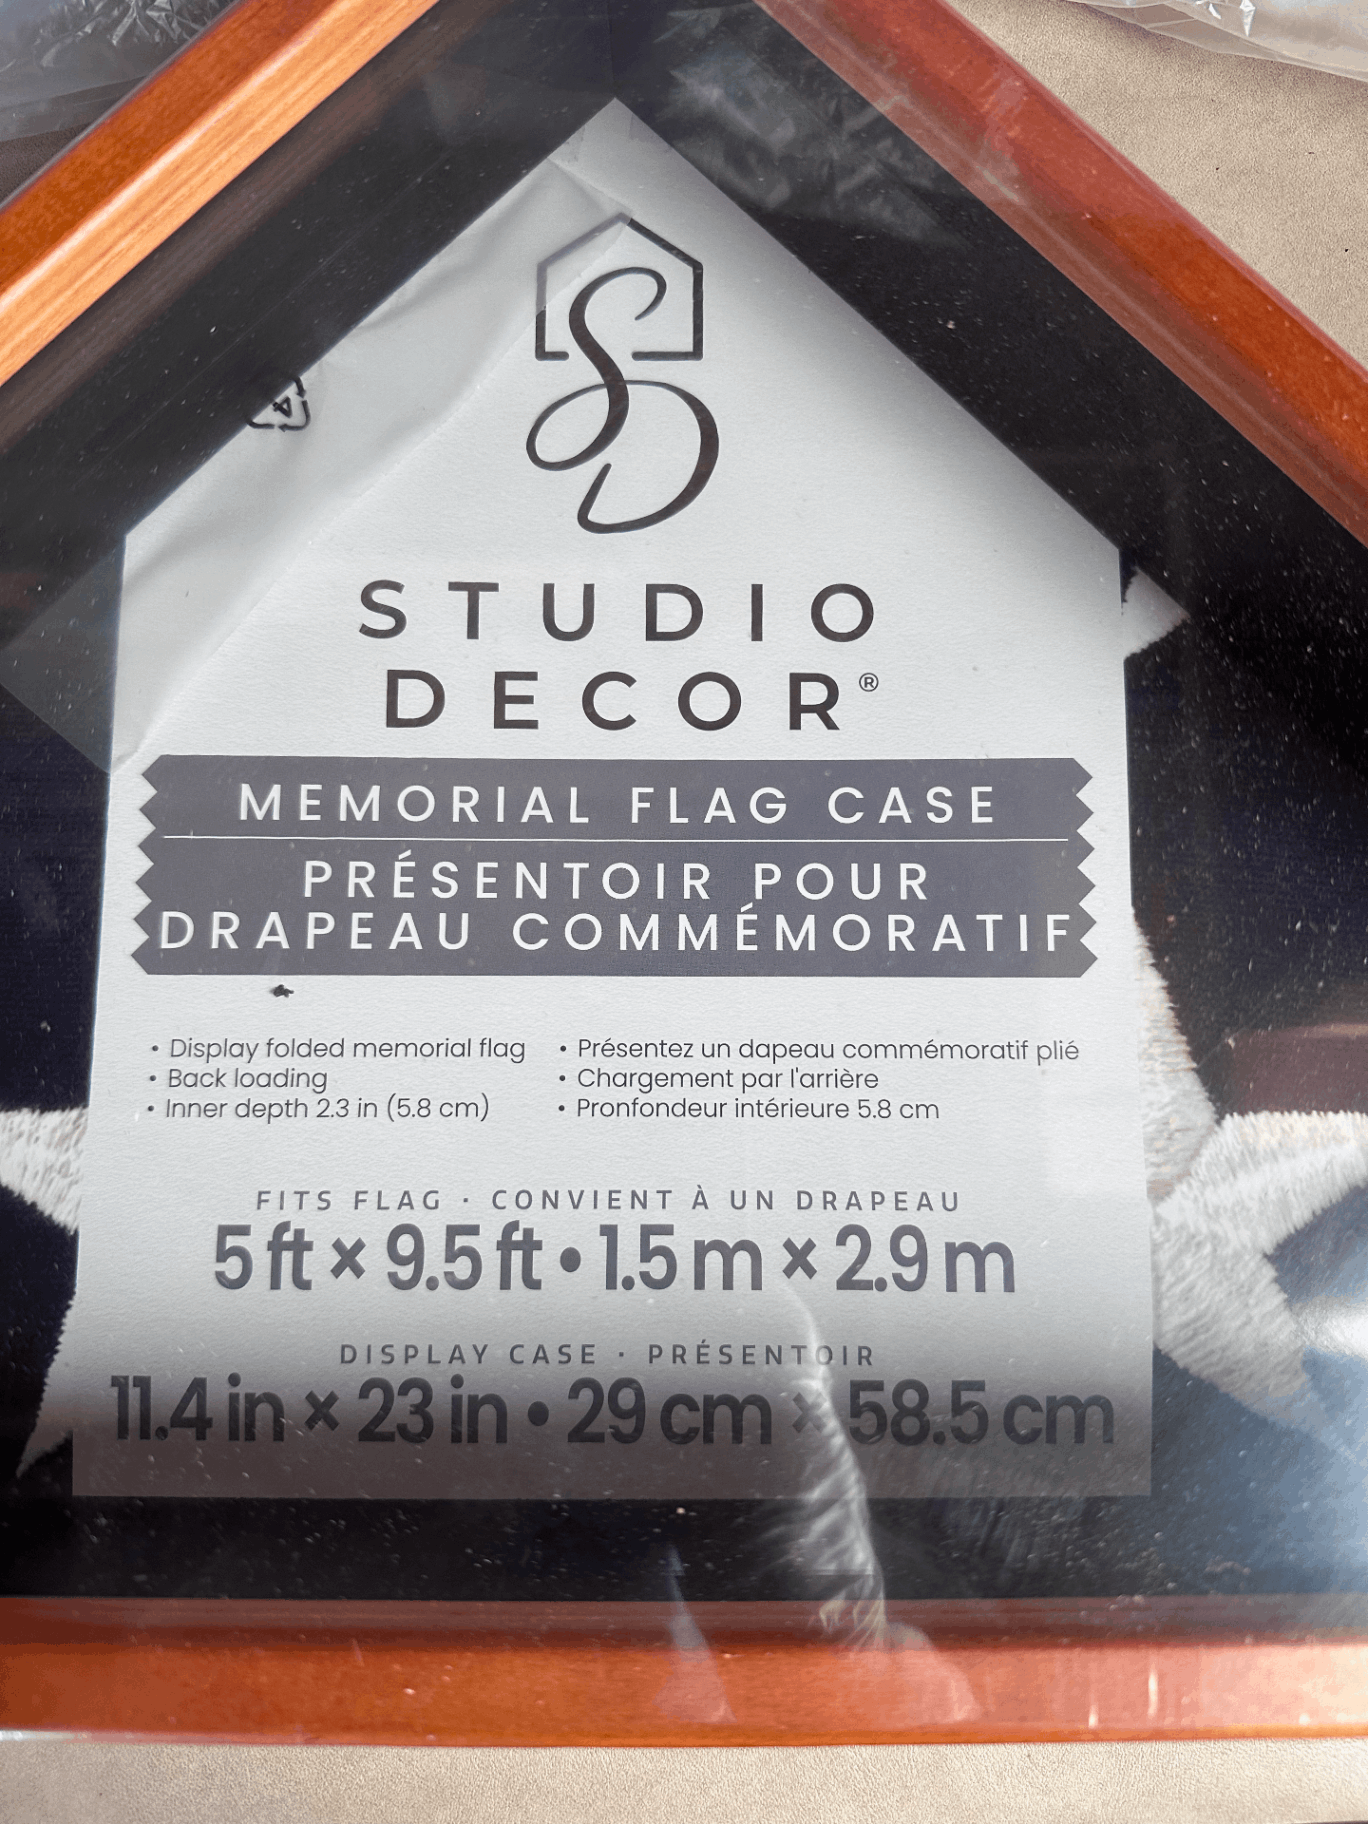 SD
STUDIO
DECOR®
MEMORIAL FLAG CASE
PRÉSENTOIR POUR
DRAPEAU COMMÉMORATIF
• Display folded memorial flag
• Back loading
• Inner depth 2.3 in (5.8 cm)
• Présentez un dapeau commémoratif plié
• Chargement par l'arrière
• Pronfondeur intérieure 5.8 cm
FITS FLAG · CONVIENT À UN DRAPEAU
5 ft × 9.5 ft • 1.5 m × 2.9 m
DISPLAY CASE · PRÉSENTOIR
11.4 in × 23 in • 29 cm × 58.5 cm